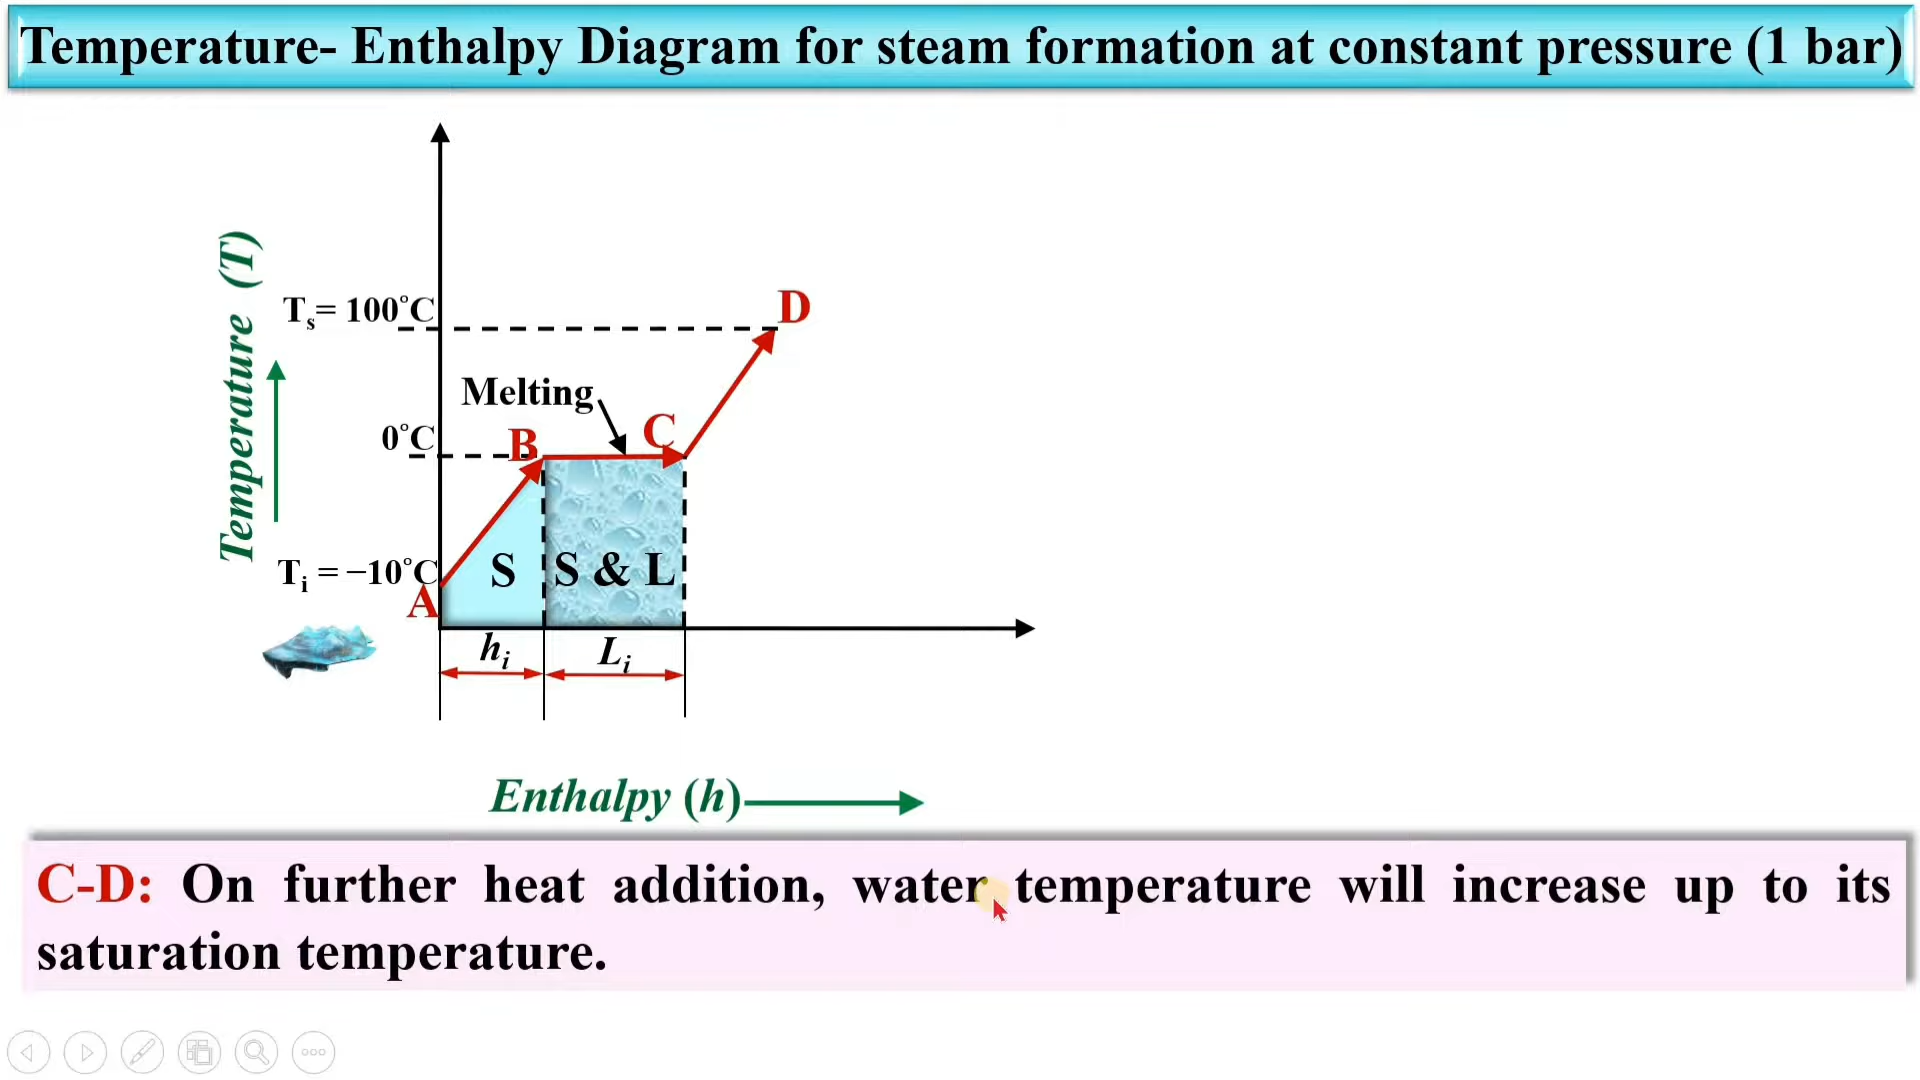 Temperature- Enthalpy Diagram for steam formation at constant pressure (1 bar)
Temperature (T)
Ts= 100°C
D
Melting
0°C
B
C
Ti = −10°C
A
S
S & L
hi
Li
Enthalpy (h)
C-D: On further heat addition, water temperature will increase up to its
saturation temperature.